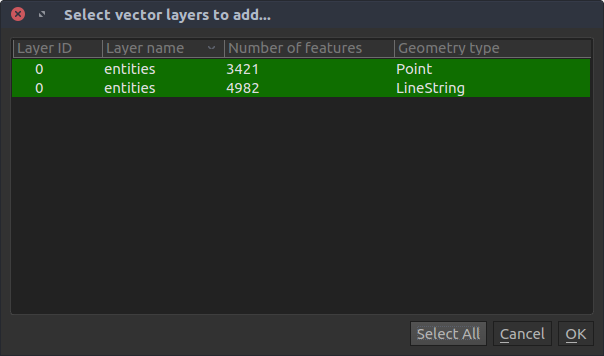 Select vector layers to add...
Layer ID Layer name Number of features Geometry type
0 entities 3421 Point
0 entities 4982 LineString
Select All Cancel OK